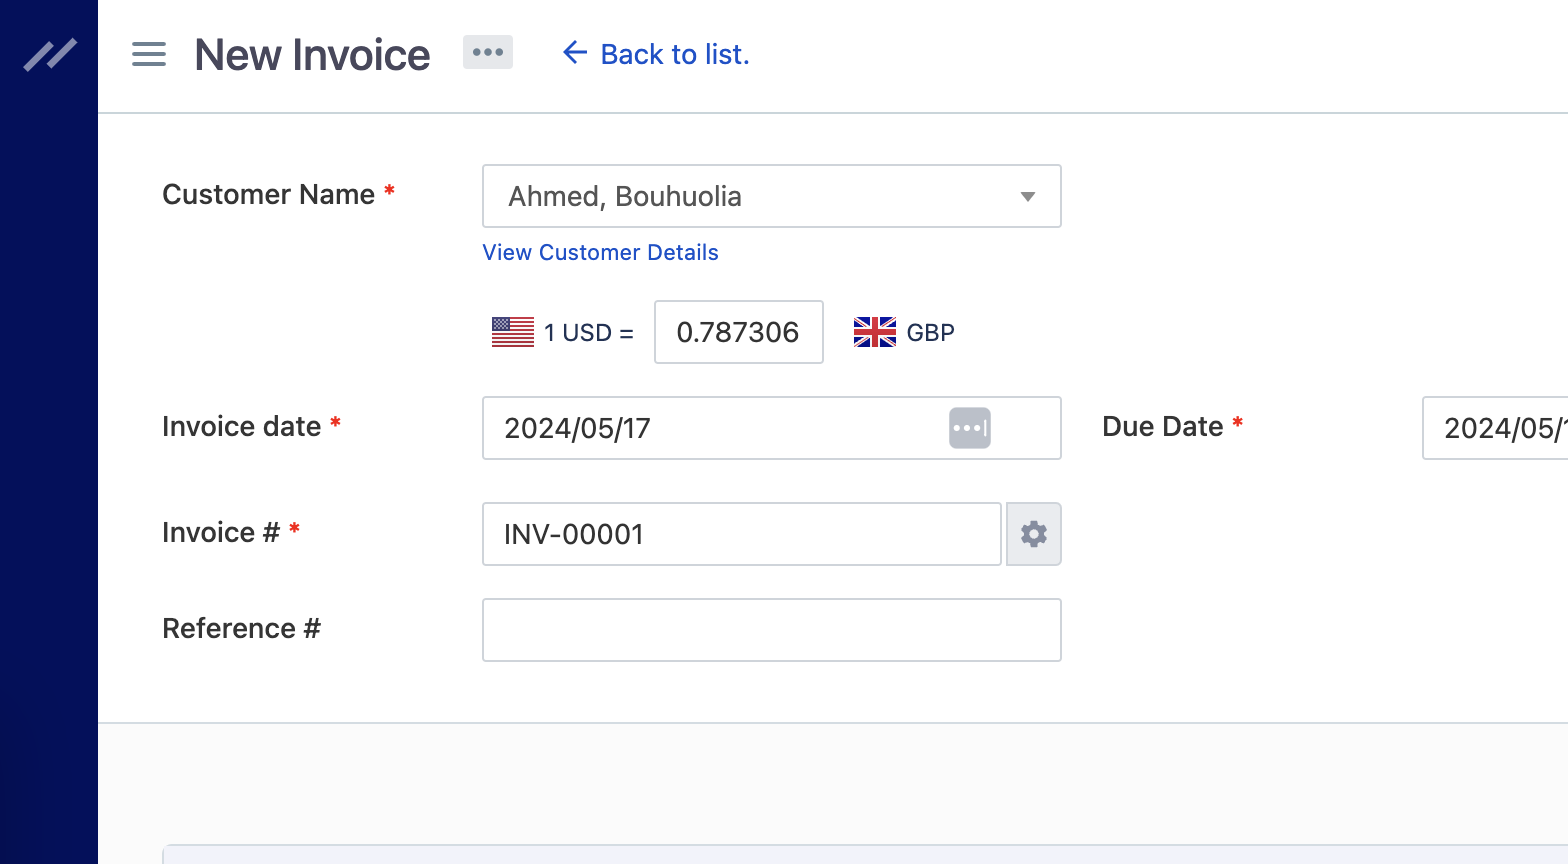 New Invoice
Back to list.
Customer Name *
Ahmed, Bouhuolia
View Customer Details
1 USD = 0.787306 GBP
Invoice date * 2024/05/17 Due Date * 2024/05/
Invoice # * INV-00001
Reference #